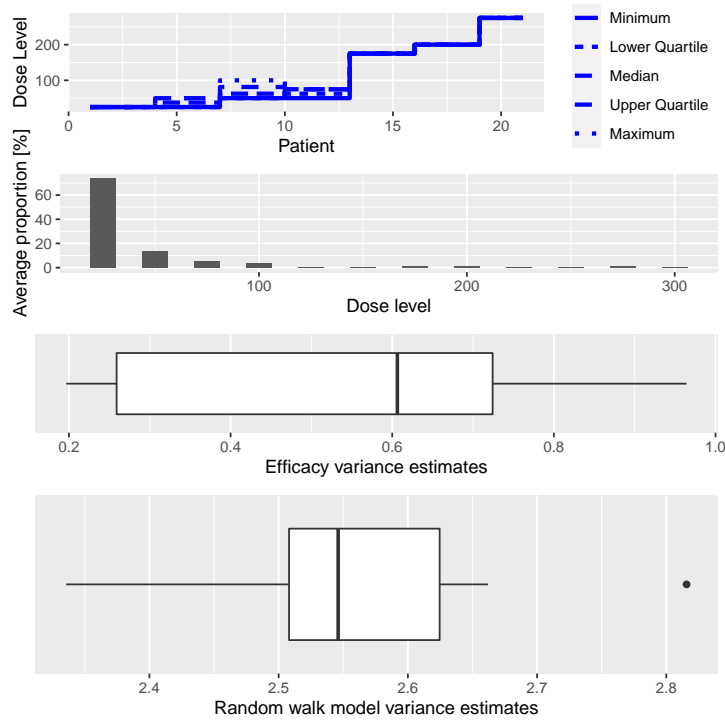 Dose Level
200
100
0 5 10 15 20
Patient
Minimum
Lower Quartile
Median
Upper Quartile
Maximum
Average proportion [%]
60
40
20
0
100 200 300
Dose level
0.2 0.4 0.6 0.8 1.0
Efficacy variance estimates
2.4 2.5 2.6 2.7 2.8
Random walk model variance estimates